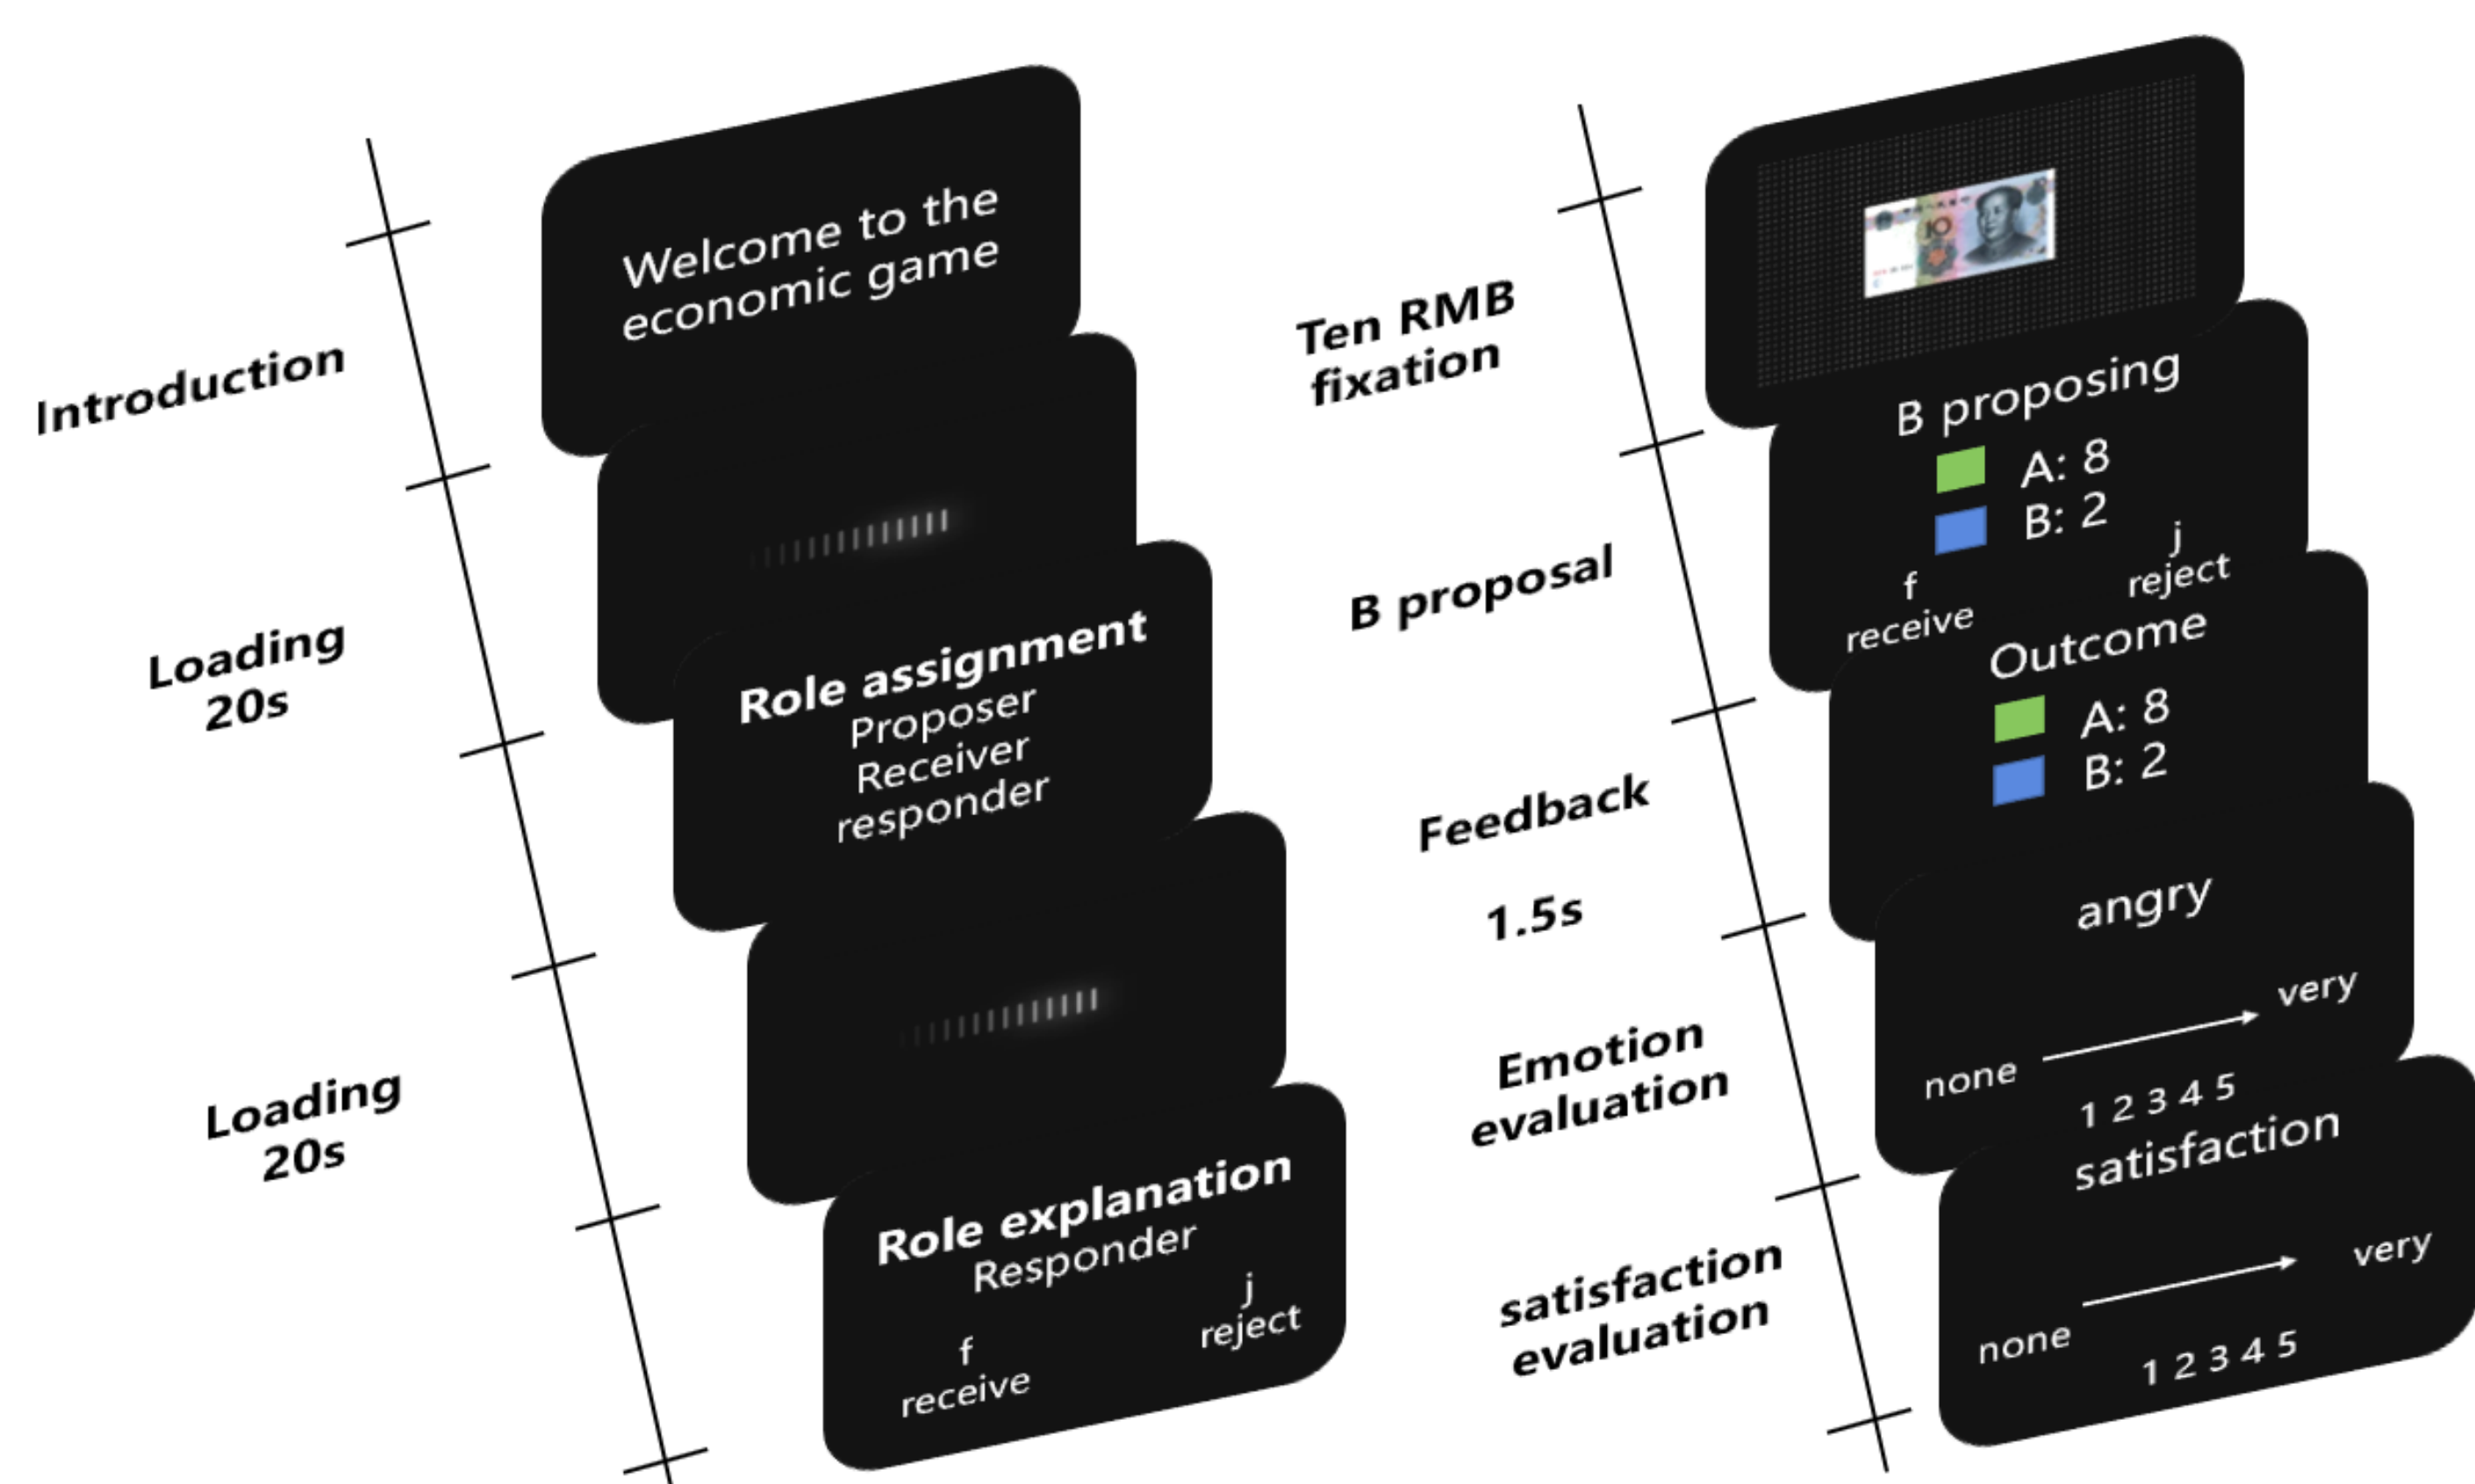 Introduction
Welcome to the
economic game
Loading
20s
Role assignment
Proposer
Receiver
responder
Loading
20s
Role explanation
Responder
f
receive
j
reject
Ten RMB
fixation
10
B proposal
B proposing
A: 8
B: 2
f
receive
j
reject
Feedback
1.5s
Outcome
A: 8
B: 2
Emotion
evaluation
angry
none
very
1 2 3 4 5
satisfaction
evaluation
satisfaction
none
very
1 2 3 4 5